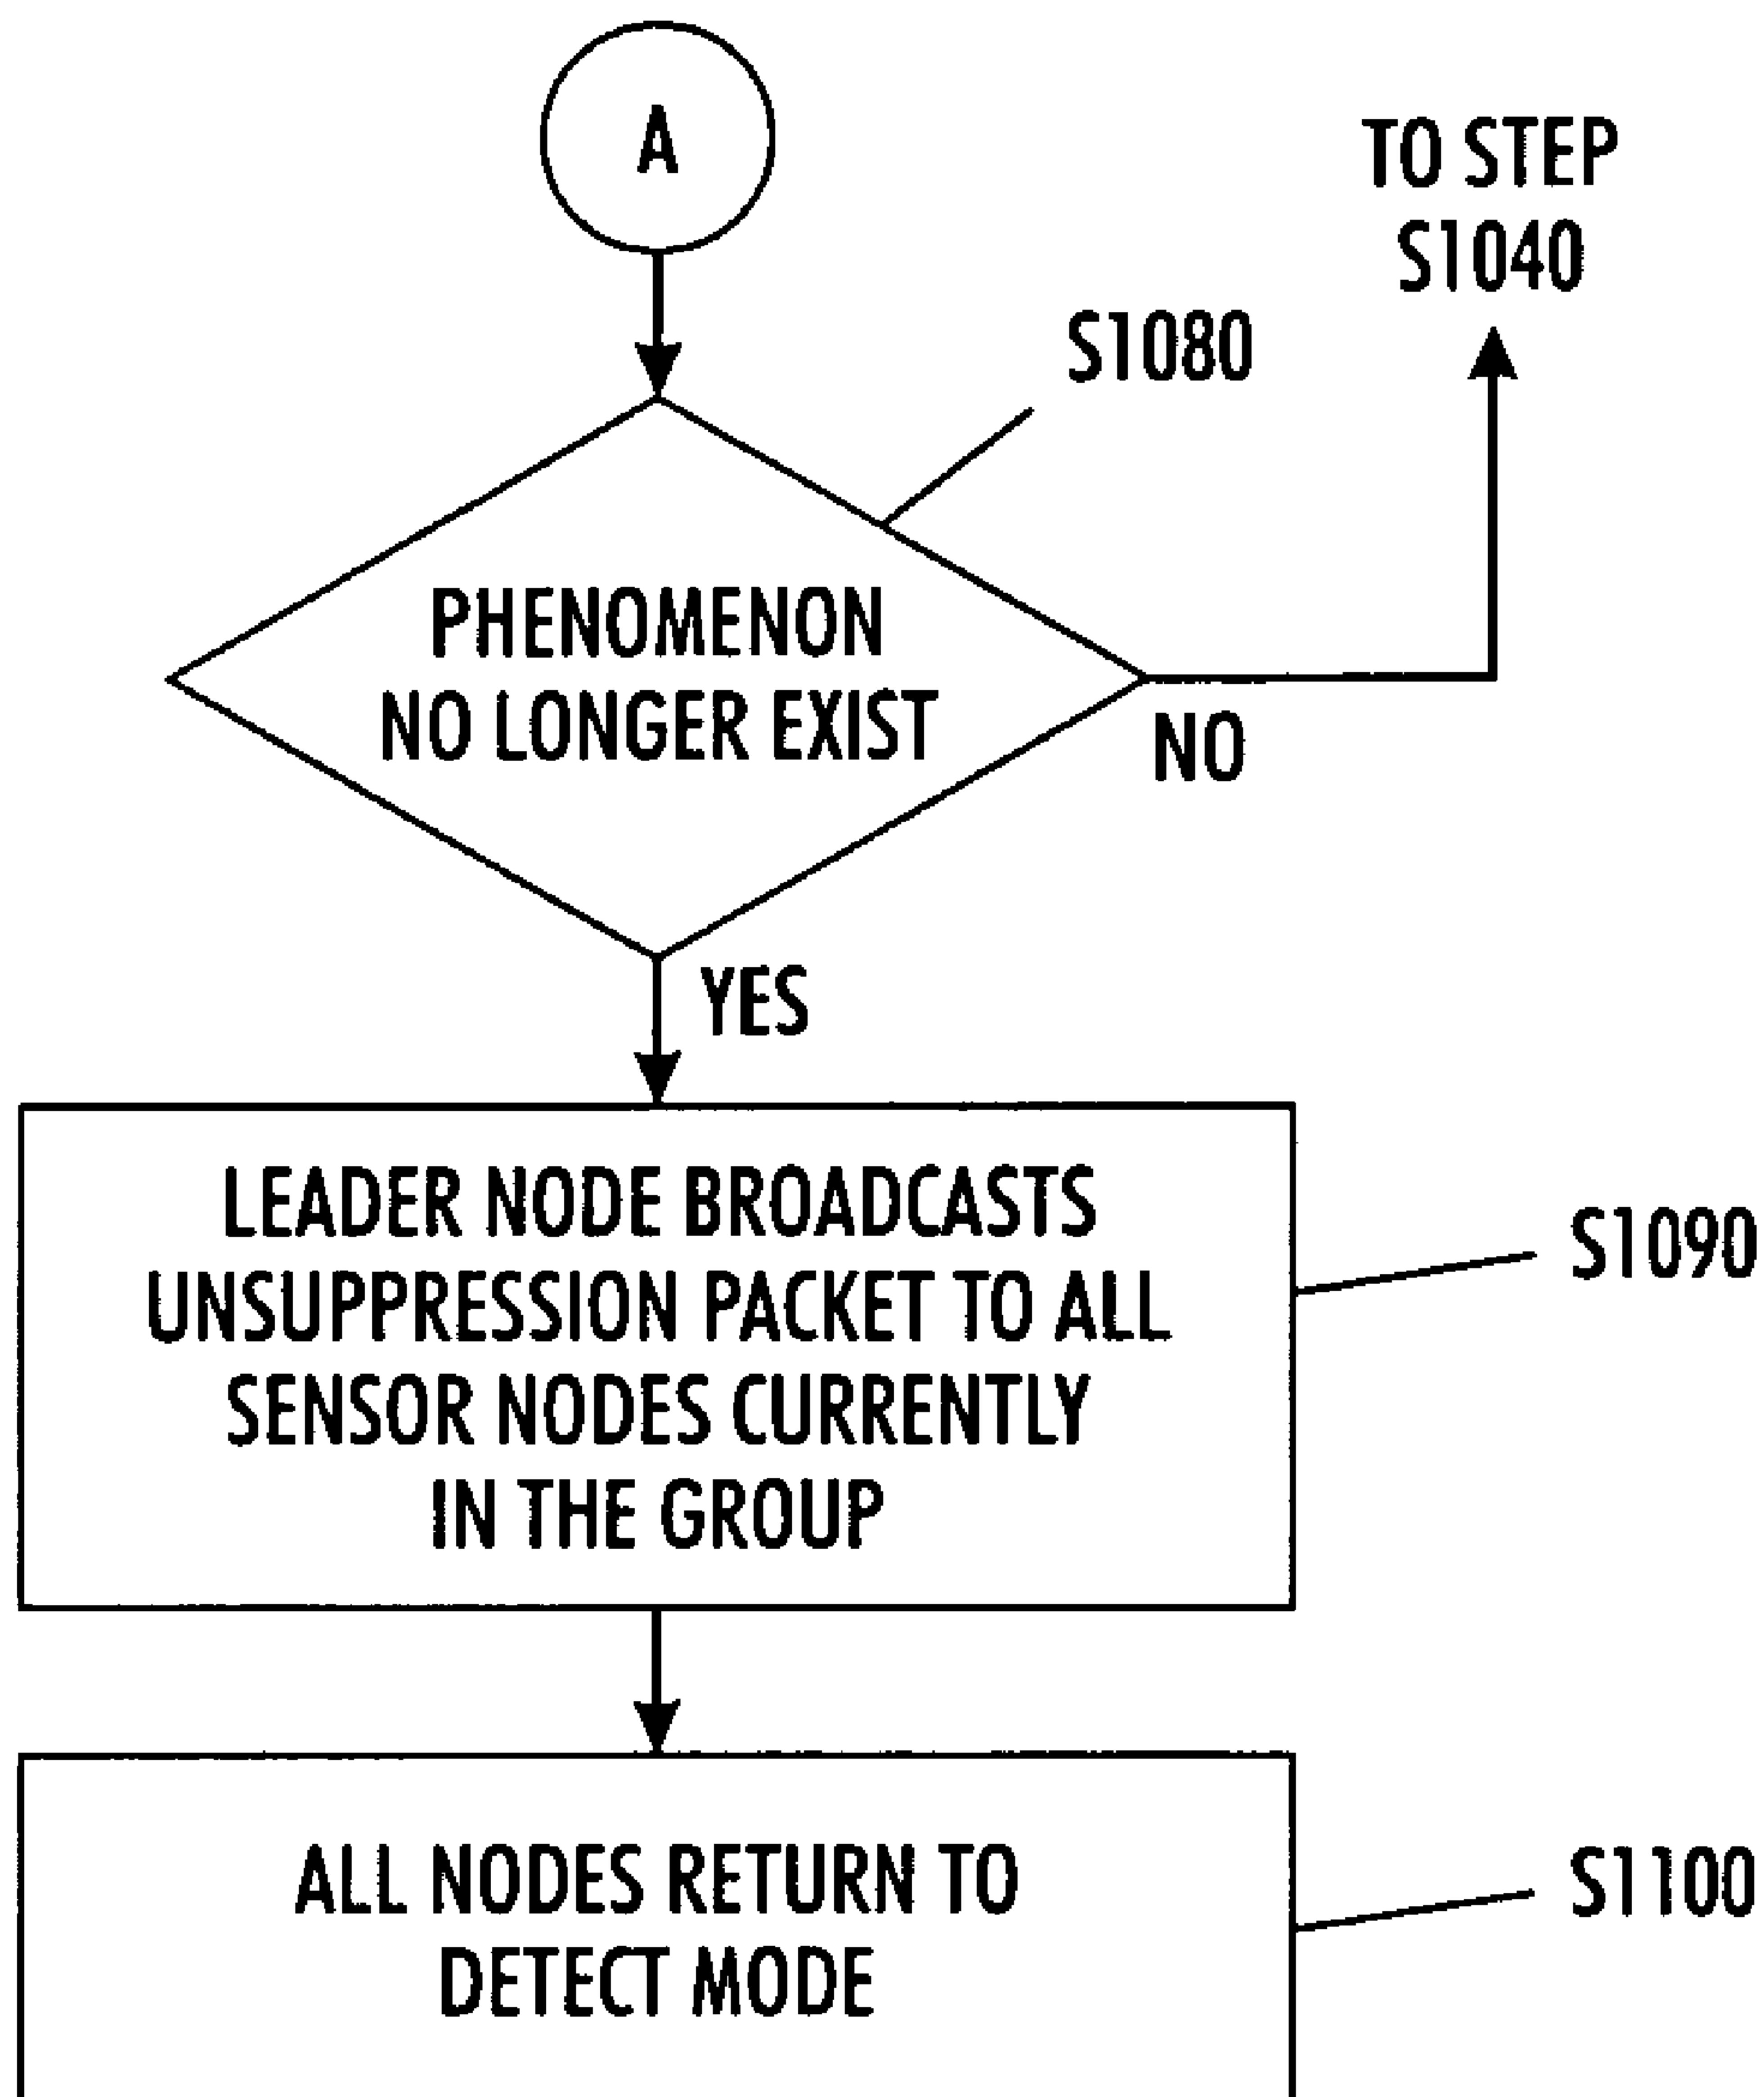 A
TO STEP
S1040
S1080
PHENOMENON
NO LONGER EXIST
NO
YES
LEADER NODE BROADCASTS
UNSUPPRESSION PACKET TO ALL
SENSOR NODES CURRENTLY
IN THE GROUP
S1090
ALL NODES RETURN TO
DETECT MODE
S1100